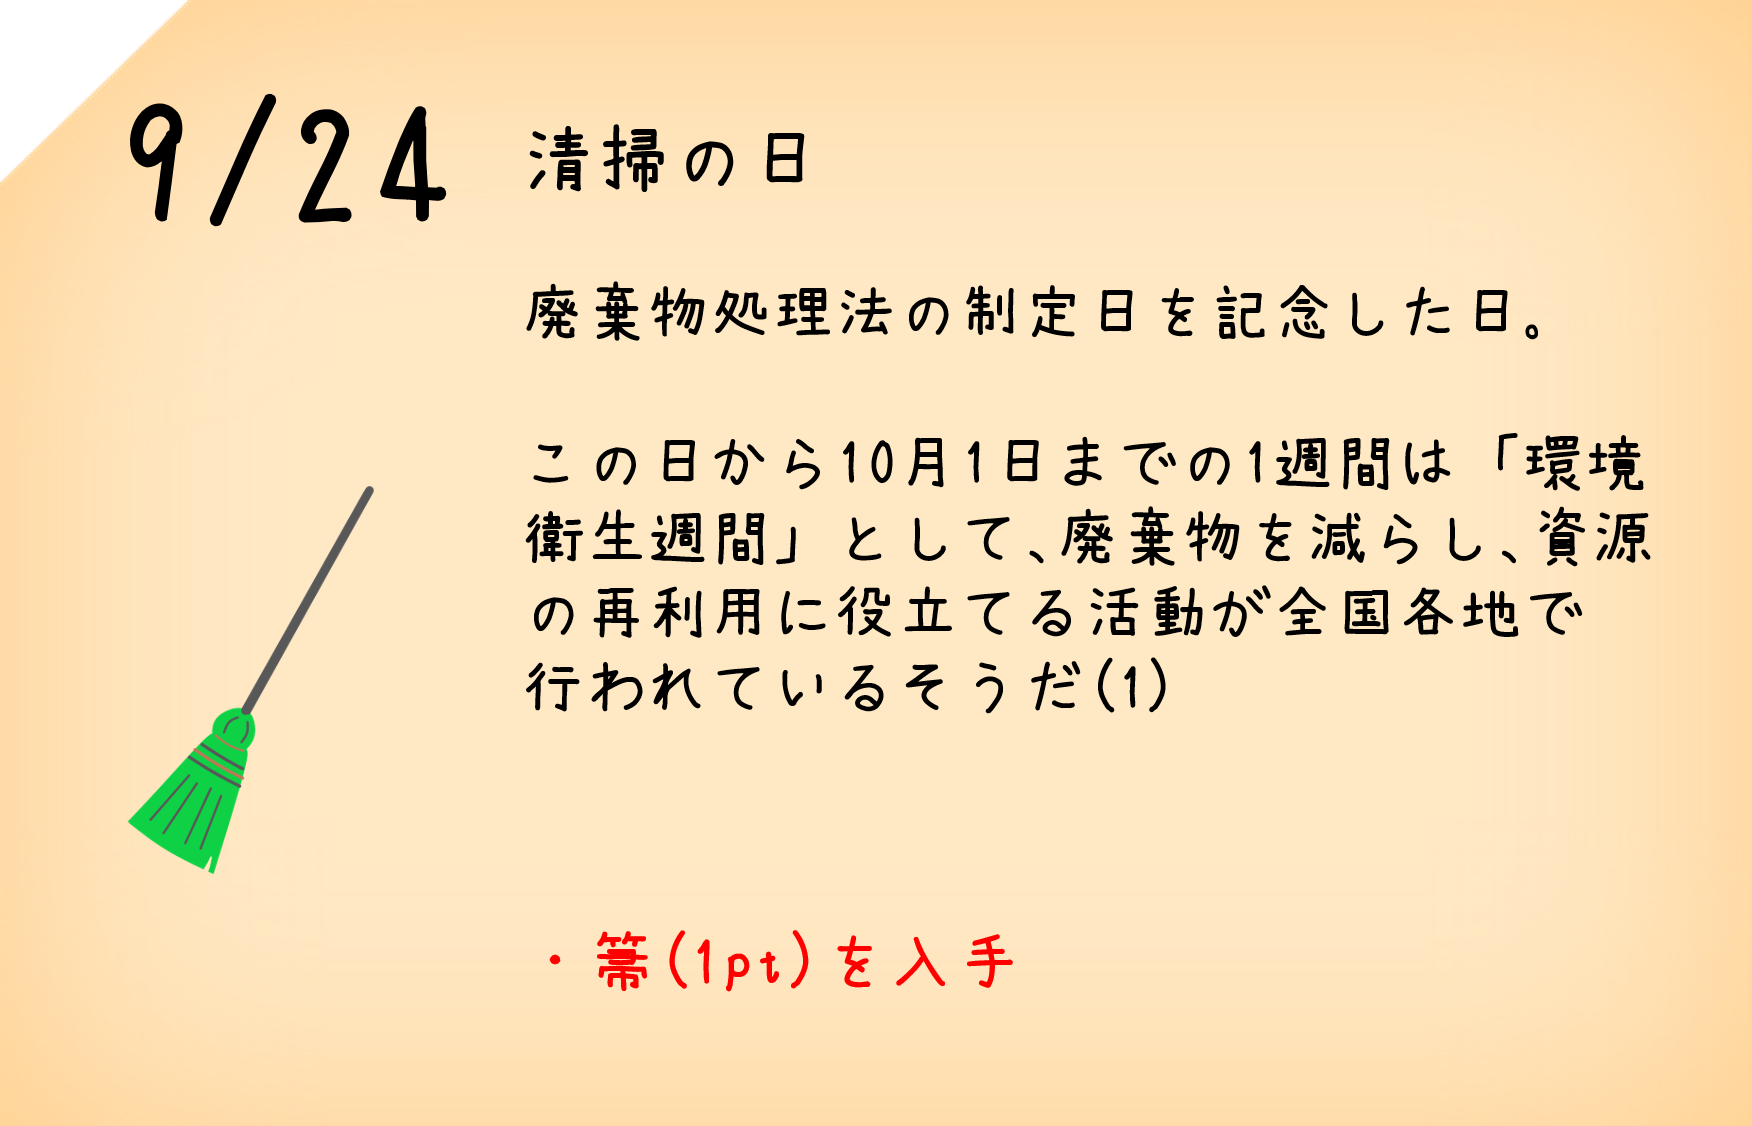 9/24 清掃の日
廃棄物処理法の制定日を記念した日。
この日から10月1日までの1週間は「環境
衛生週間」として、廃棄物を減らし、資源
の再利用に役立てる活動が全国各地で
行われているそうだ(1)
・箒(1pt)を入手